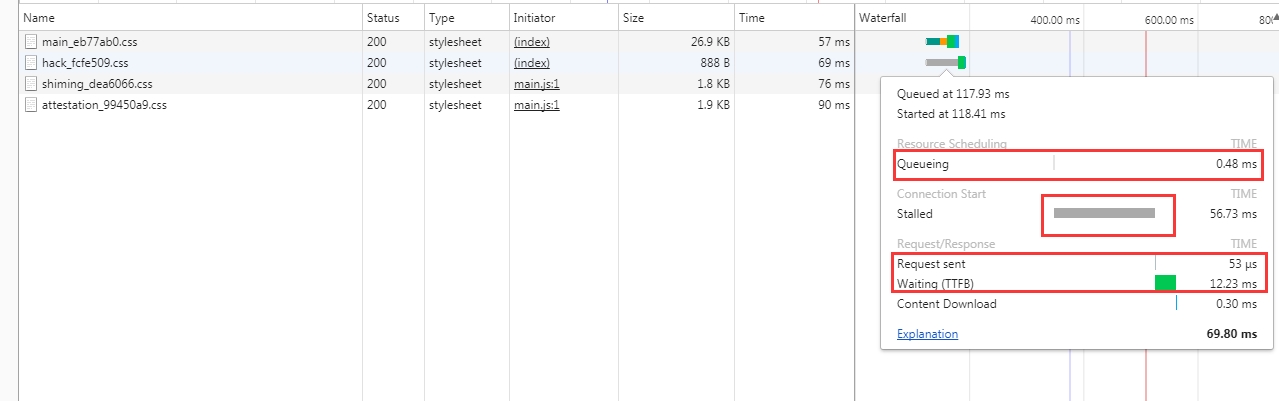 Name Status Type Initiator Size Time Waterfall 400.00 ms 600.00 ms
main_eb77ab0.css 200 stylesheet (index) 26.9 KB 57 ms
hack_fcfe509.css 200 stylesheet (index) 888 B 69 ms
shiming_dea6066.css 200 stylesheet main.js:1 1.8 KB 76 ms
attestation_99450a9.css 200 stylesheet main.js:1 1.9 KB 90 ms
Queued at 117.93 ms
Started at 118.41 ms
Resource Scheduling TIME
Queueing 0.48 ms
Connection Start TIME
Stalled 56.73 ms
Request/Response TIME
Request sent 53 μs
Waiting (TTFB) 12.23 ms
Content Download 0.30 ms
Explanation 69.80 ms